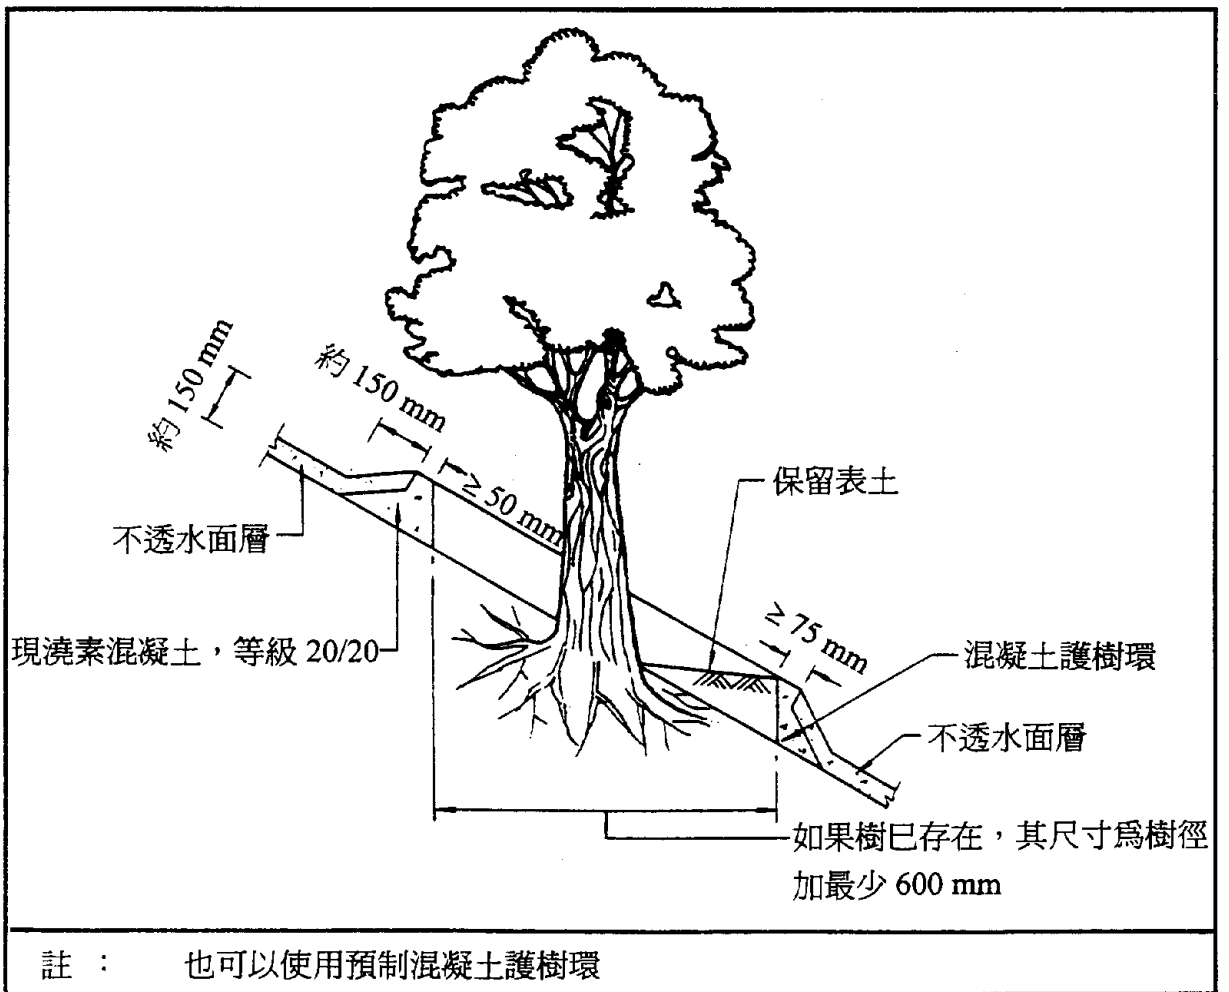 約 150 mm
約 150 mm
≥ 50 mm
保留表土
不透水面層
≥ 75 mm
現澆素混凝土，等級 20/20
混凝土護樹環
不透水面層
如果樹已存在，其尺寸爲樹徑
加最少 600 mm
註 ： 也可以使用預制混凝土護樹環